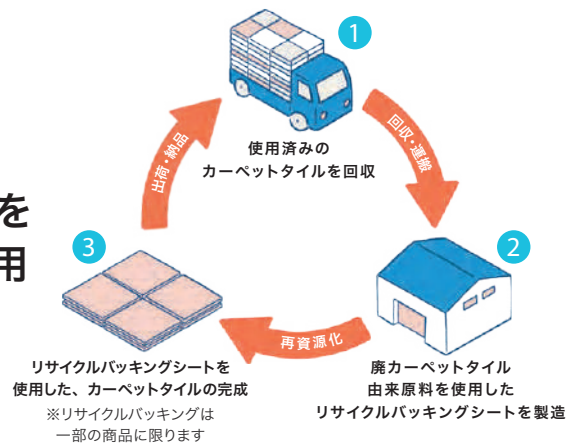 1
使用済みの
カーペットタイルを回収
回収・運搬
2
廃カーペットタイル
由来原料を使用した
リサイクルバッキングシートを製造
再資源化
3
リサイクルバッキングシートを
使用した、カーペットタイルの完成
※リサイクルバッキングは
一部の商品に限ります
出荷・納品
を
用